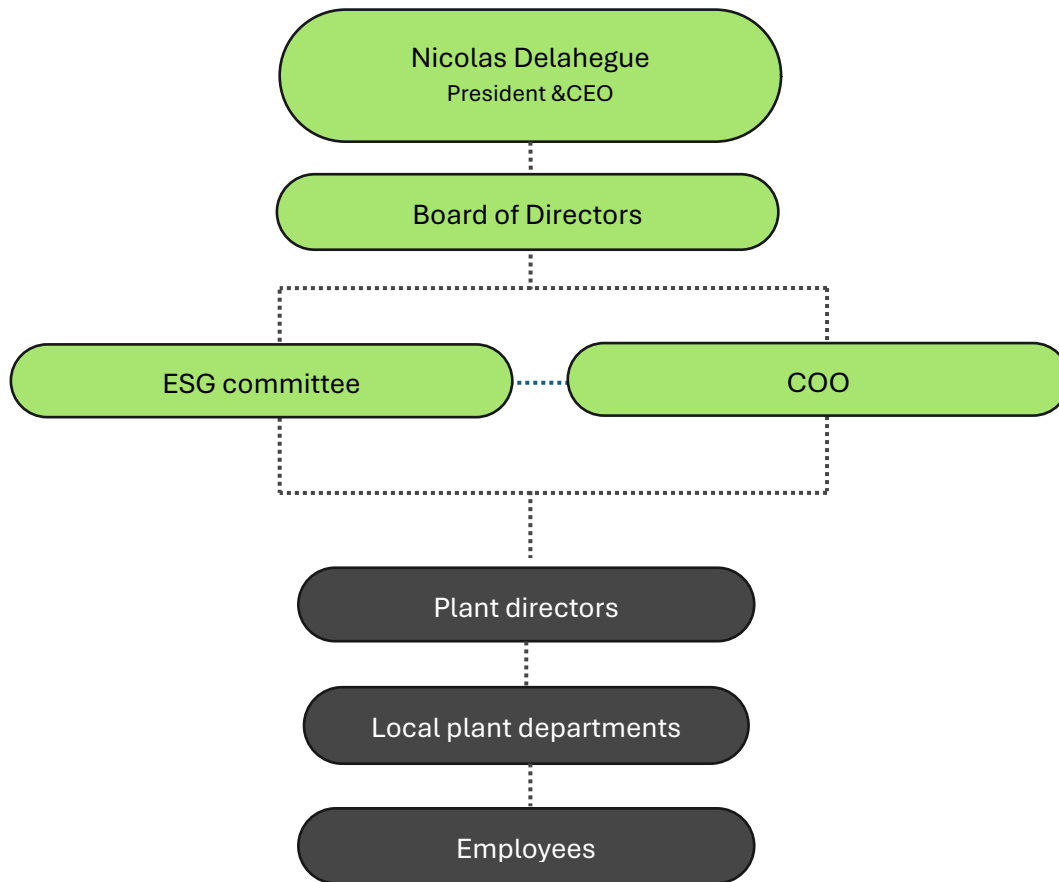 Nicolas Delahegue
President &CEO
Board of Directors
ESG committee
COO
Plant directors
Local plant departments
Employees